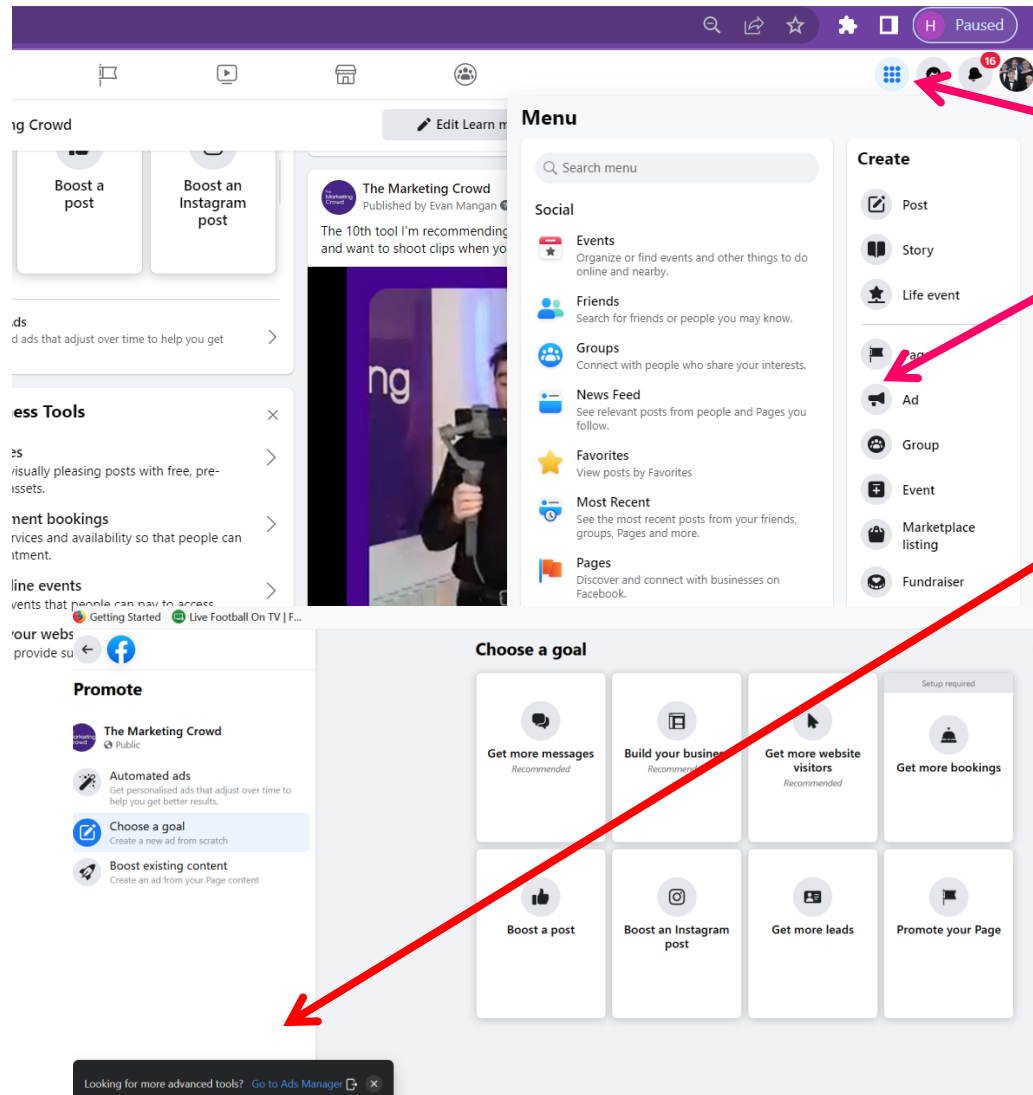 H
Paused
16
ng Crowd
Edit Learn m
Boost a
post
Boost an
Instagram
post
ds
d ads that adjust over time to help you get
ess Tools
es
visually pleasing posts with free, pre-
assets.
ment bookings
rvices and availability so that people can
ntment.
line events
vents that people can pay to access
your webs
provide su
The Marketing Crowd
Published by Evan Mangan
The 10th tool I'm recommending
and want to shoot clips when yo
ng
Menu
Search menu
Social
Events
Organize or find events and other things to do
online and nearby.
Friends
Search for friends or people you may know.
Groups
Connect with people who share your interests.
News Feed
See relevant posts from people and Pages you
follow.
Favorites
View posts by Favorites
Most Recent
See the most recent posts from your friends,
groups, Pages and more.
Pages
Discover and connect with businesses on
Facebook.
Create
Post
Story
Life event
Page
Ad
Group
Event
Marketplace
listing
Fundraiser
Getting Started
Live Football On TV | F...
Promote
The Marketing Crowd
Public
Automated ads
Get personalised ads that adjust over time to
help you get better results.
Choose a goal
Create a new ad from scratch
Boost existing content
Create an ad from your Page content
Looking for more advanced tools? Go to Ads Manager
Choose a goal
Get more messages
Recommended
Build your business
Recommended
Get more website
visitors
Recommended
Setup required
Get more bookings
Boost a post
Boost an Instagram
post
Get more leads
Promote your Page